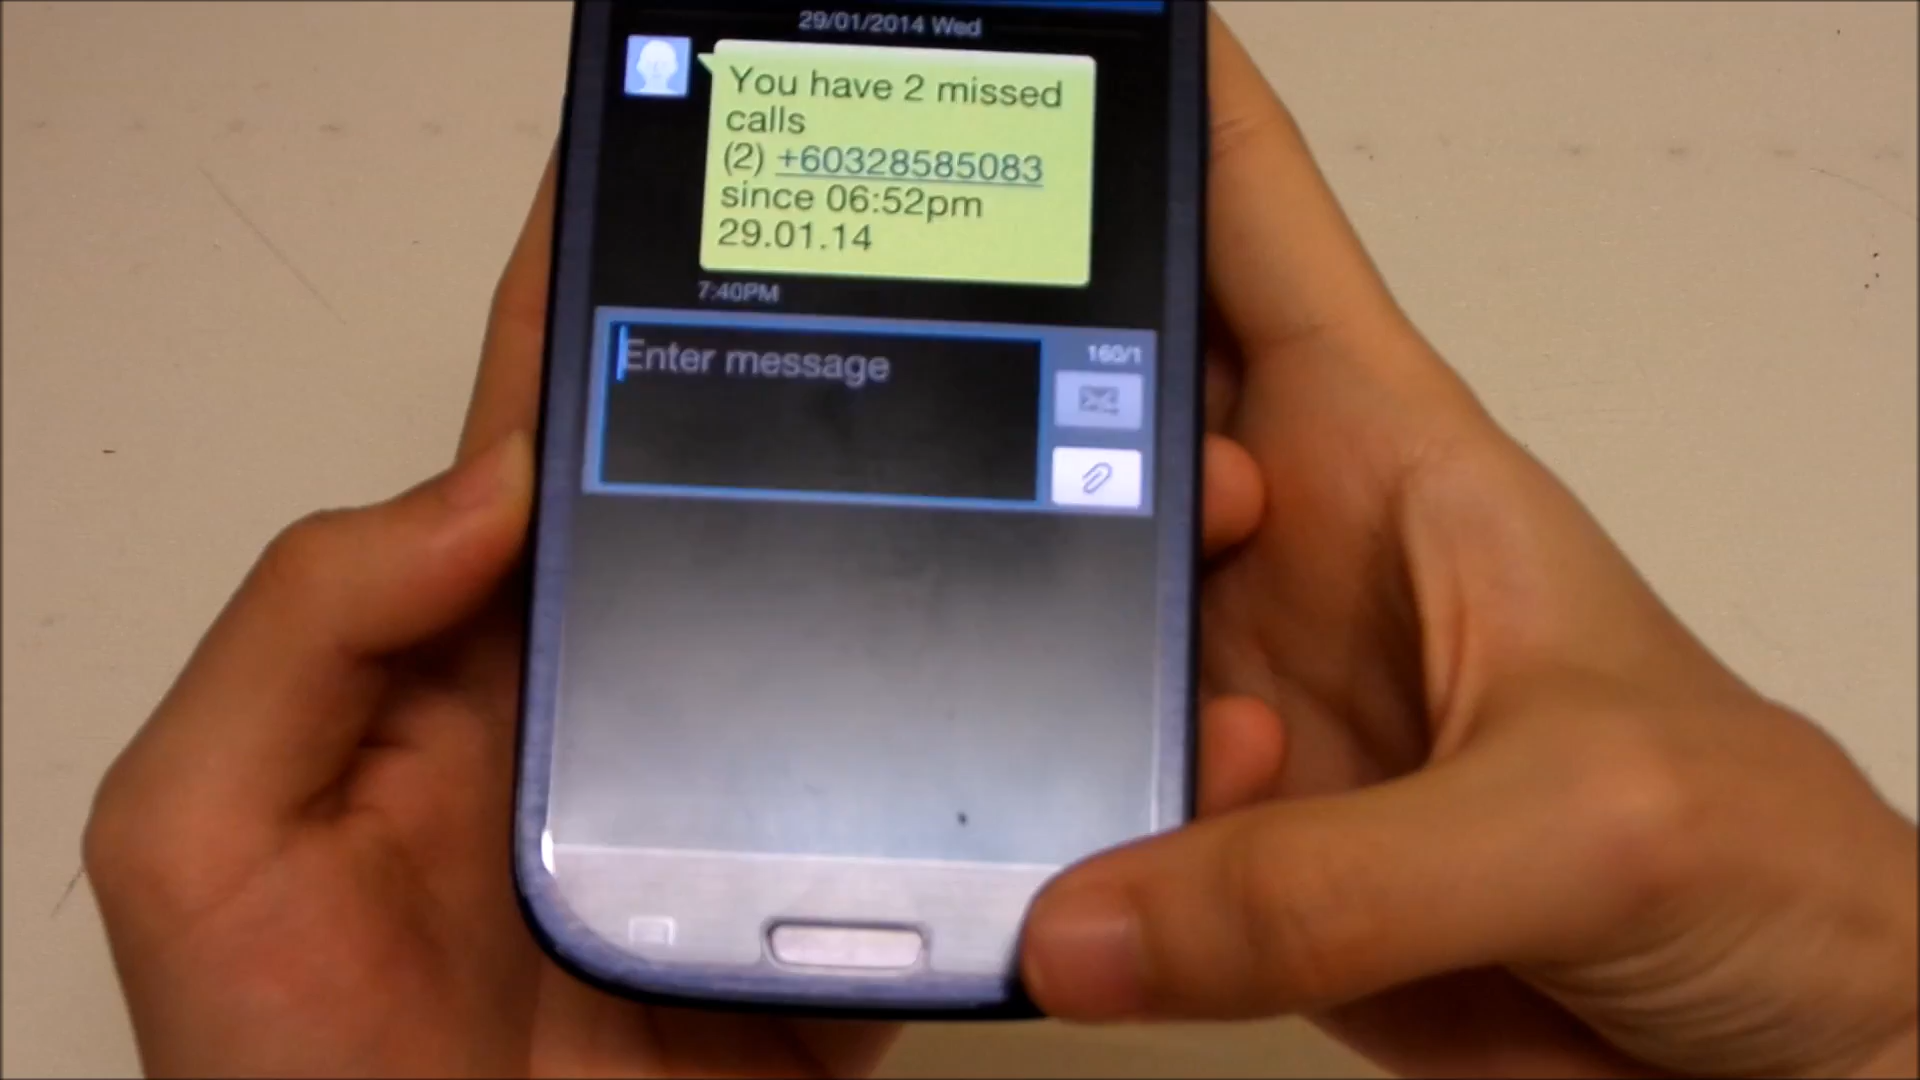 29/01/2014 Wed
You have 2 missed
calls
(2) +60328585083
since 06:52pm
29.01.14
7:40PM
Enter message
160/1